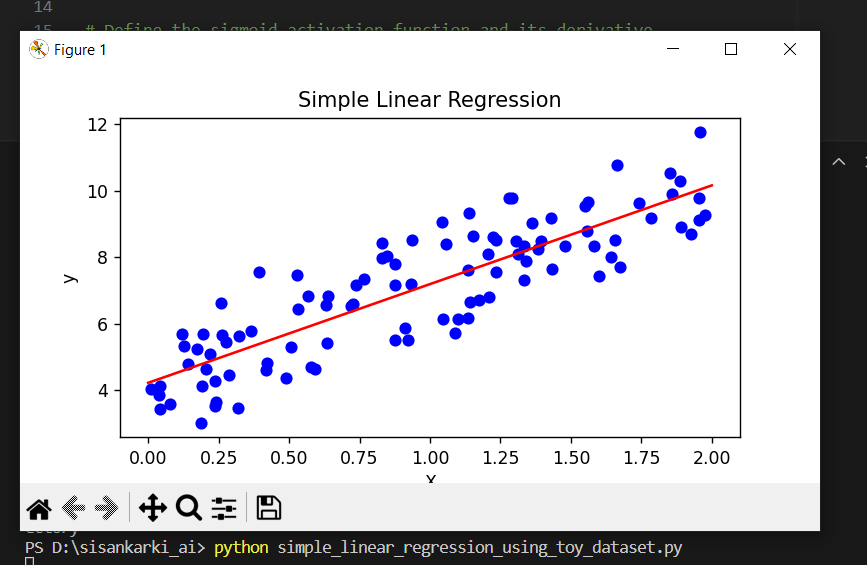 14
15 # Define the sigmoid activation function and its derivative
Figure 1
Simple Linear Regression
12
10
8
6
4
y
0.00 0.25 0.50 0.75 1.00 1.25 1.50 1.75 2.00
X
PS D:\sisankarki_ai> python simple_linear_regression_using_toy_dataset.py